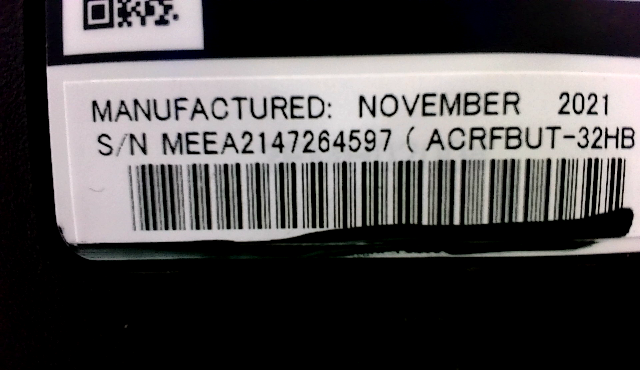 MANUFACTURED: NOVEMBER 2021
S/N MEEA2147264597 ( ACRFBUT-32HB